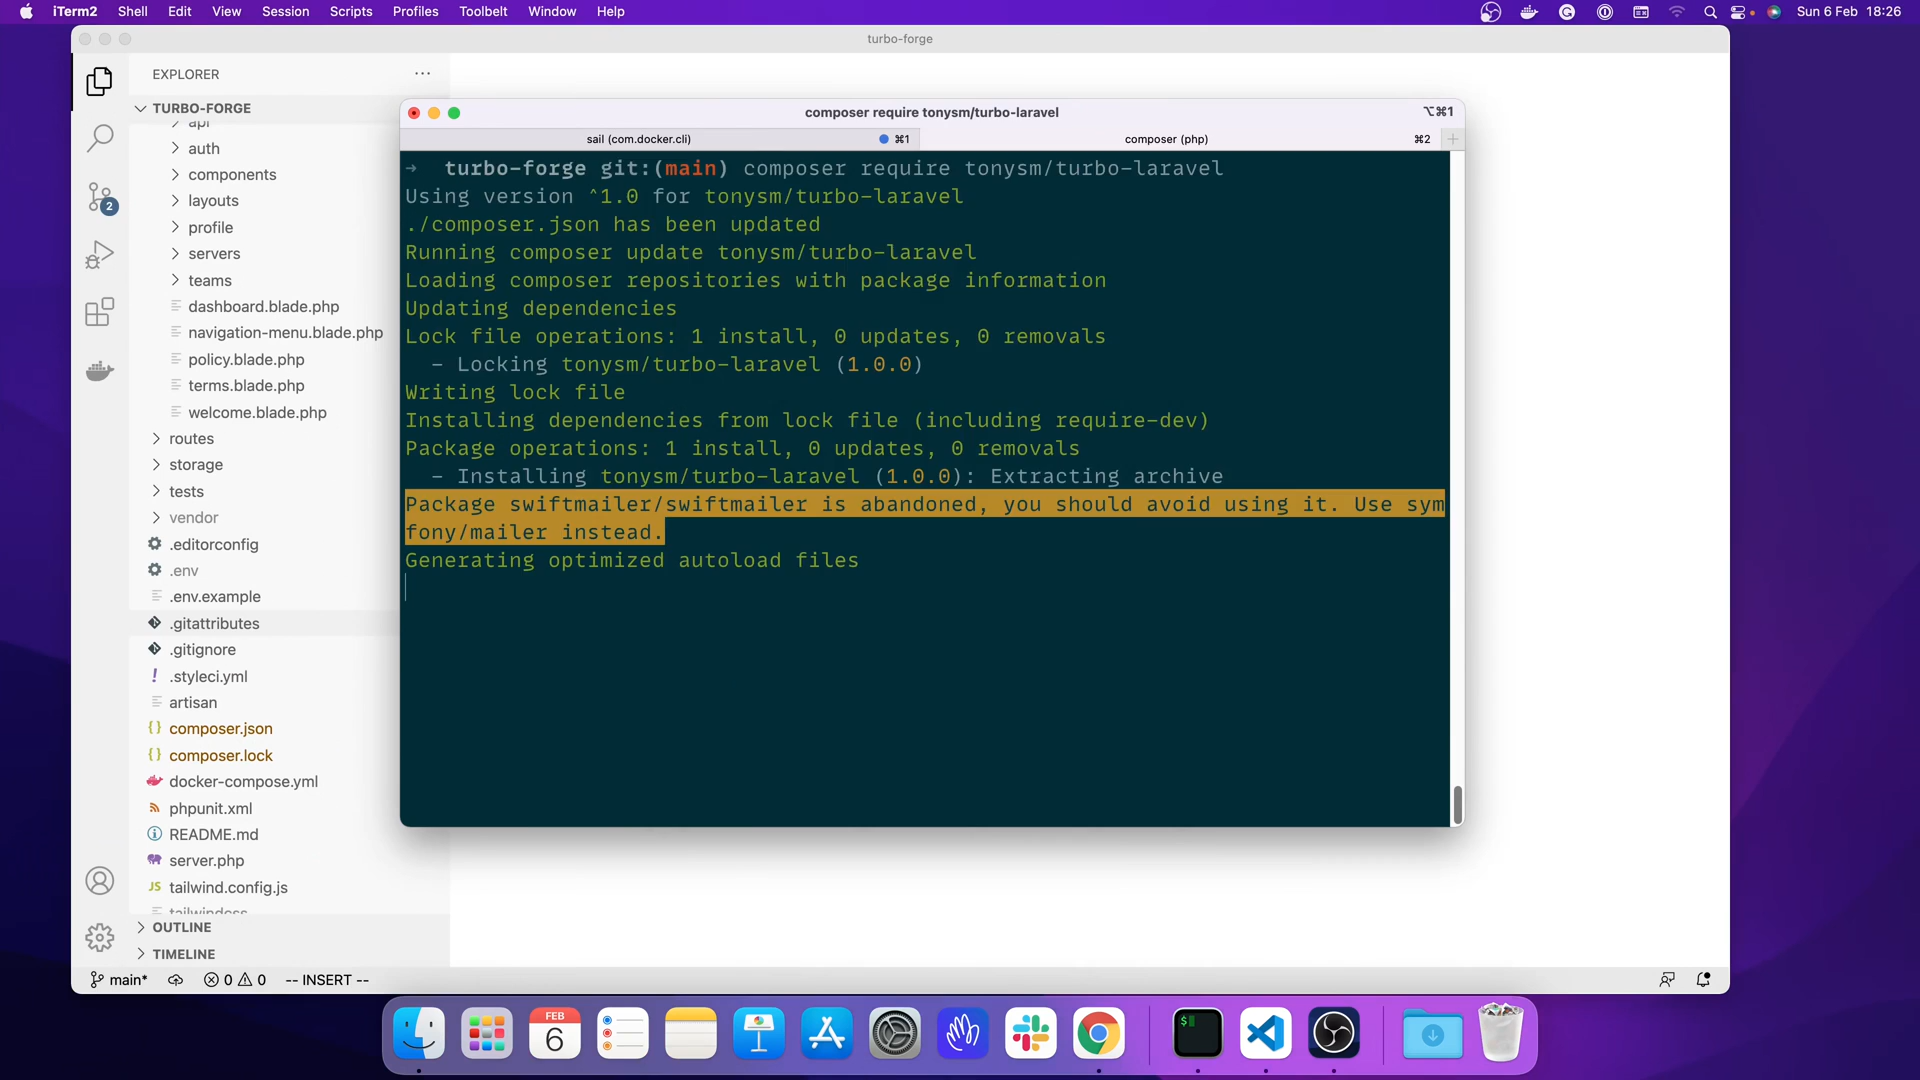 iTerm2 Shell Edit View Session Scripts Profiles Toolbelt Window Help Sun 6 Feb 18:26
turbo-forge
EXPLORER
TURBO-FORGE
api
auth
components
layouts
profile
servers
teams
dashboard.blade.php
navigation-menu.blade.php
policy.blade.php
terms.blade.php
welcome.blade.php
routes
storage
tests
vendor
.editorconfig
.env
.env.example
.gitattributes
.gitignore
.styleci.yml
artisan
composer.json
composer.lock
docker-compose.yml
phpunit.xml
README.md
server.php
JS tailwind.config.js
tailwindcss
OUTLINE
TIMELINE
2
main* 0 0 -- INSERT --
composer require tonysm/turbo-laravel ⌥⌘1
sail (com.docker.cli) ⌘1 composer (php) ⌘2 +
→ turbo-forge git:(main) composer require tonysm/turbo-laravel
Using version ^1.0 for tonysm/turbo-laravel
./composer.json has been updated
Running composer update tonysm/turbo-laravel
Loading composer repositories with package information
Updating dependencies
Lock file operations: 1 install, 0 updates, 0 removals
- Locking tonysm/turbo-laravel (1.0.0)
Writing lock file
Installing dependencies from lock file (including require-dev)
Package operations: 1 install, 0 updates, 0 removals
- Installing tonysm/turbo-laravel (1.0.0): Extracting archive
Package swiftmailer/swiftmailer is abandoned, you should avoid using it. Use sym
fony/mailer instead.
Generating optimized autoload files
FEB
6
$